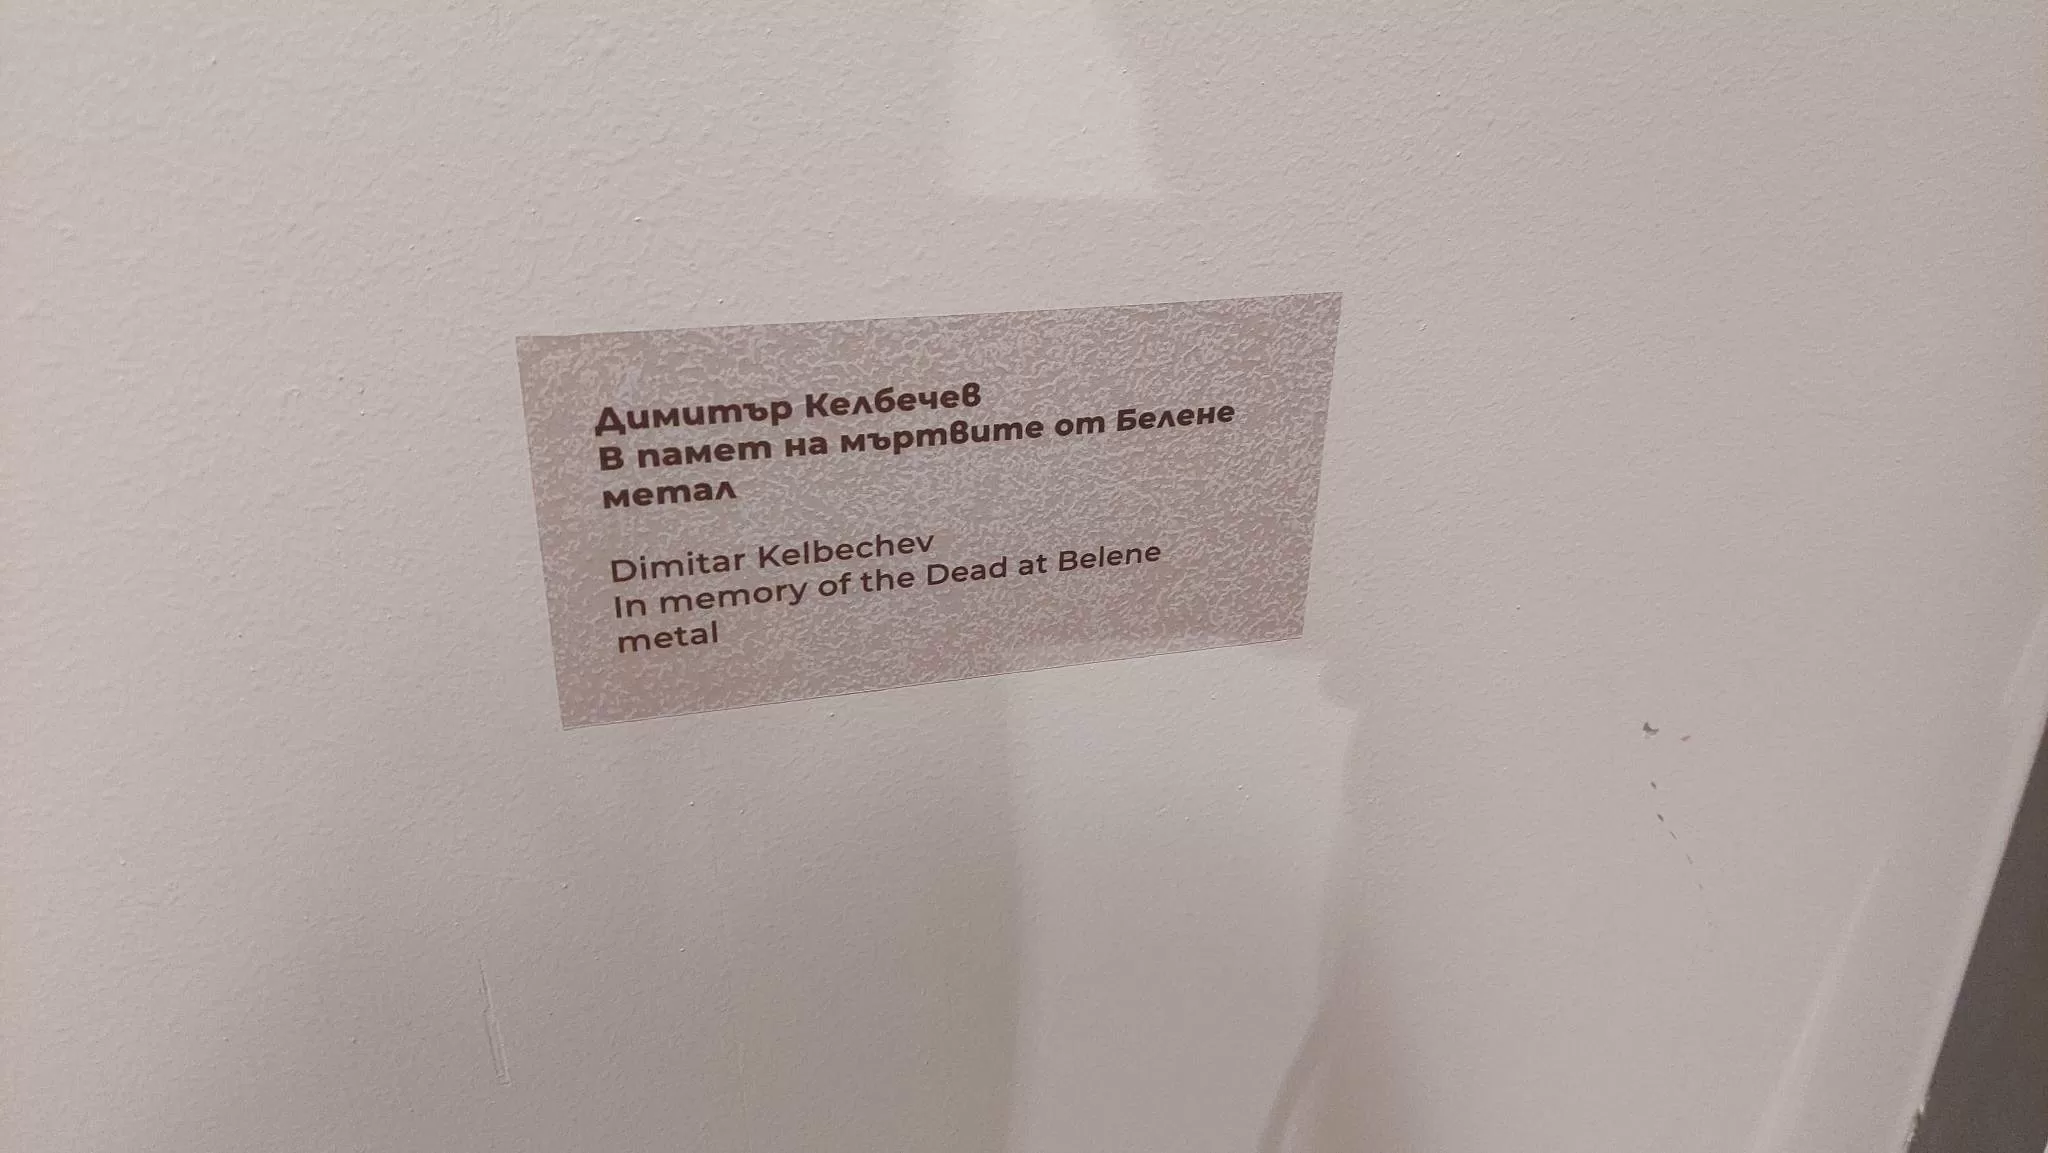 Димитър Келбечев
В памет на мъртвите от Белене
метал
Dimitar Kelbechev
In memory of the Dead at Belene
metal